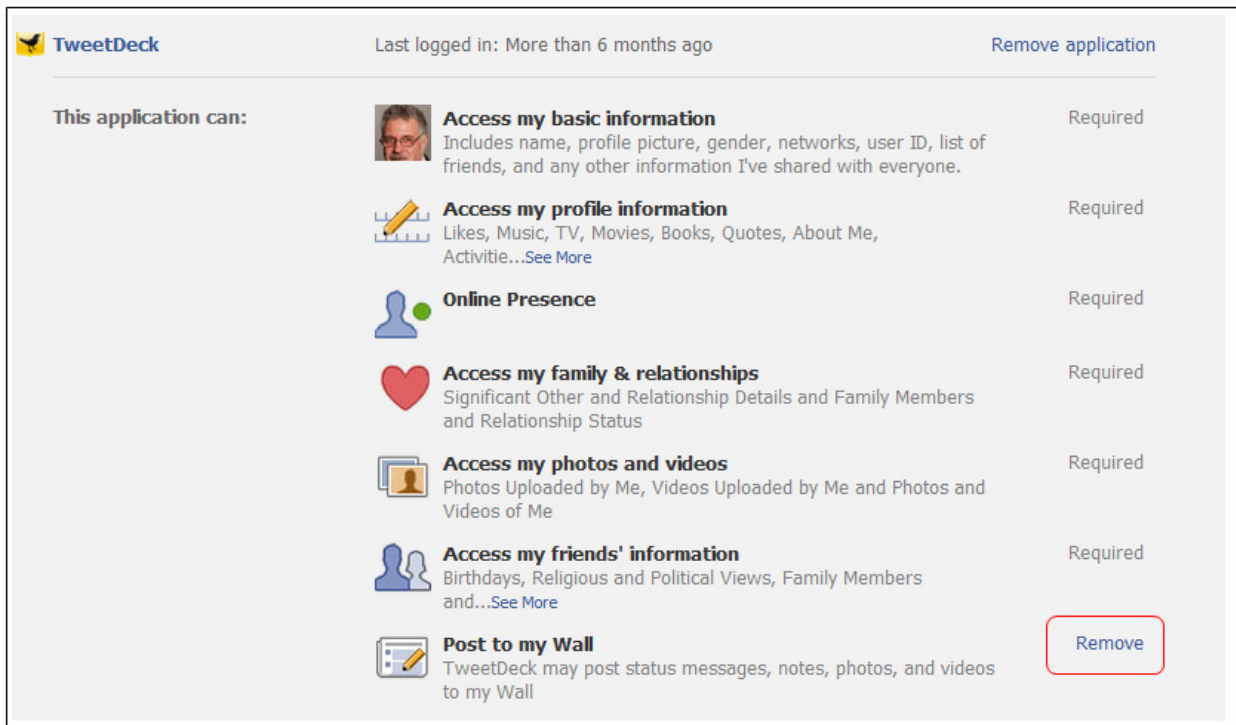 TweetDeck Last logged in: More than 6 months ago Remove application
This application can: Access my basic information Required
Includes name, profile picture, gender, networks, user ID, list of
friends, and any other information I've shared with everyone.
Access my profile information Required
Likes, Music, TV, Movies, Books, Quotes, About Me,
Activitie...See More
Online Presence Required
Access my family & relationships Required
Significant Other and Relationship Details and Family Members
and Relationship Status
Access my photos and videos Required
Photos Uploaded by Me, Videos Uploaded by Me and Photos and
Videos of Me
Access my friends' information Required
Birthdays, Religious and Political Views, Family Members
and...See More
Post to my Wall Remove
TweetDeck may post status messages, notes, photos, and videos
to my Wall